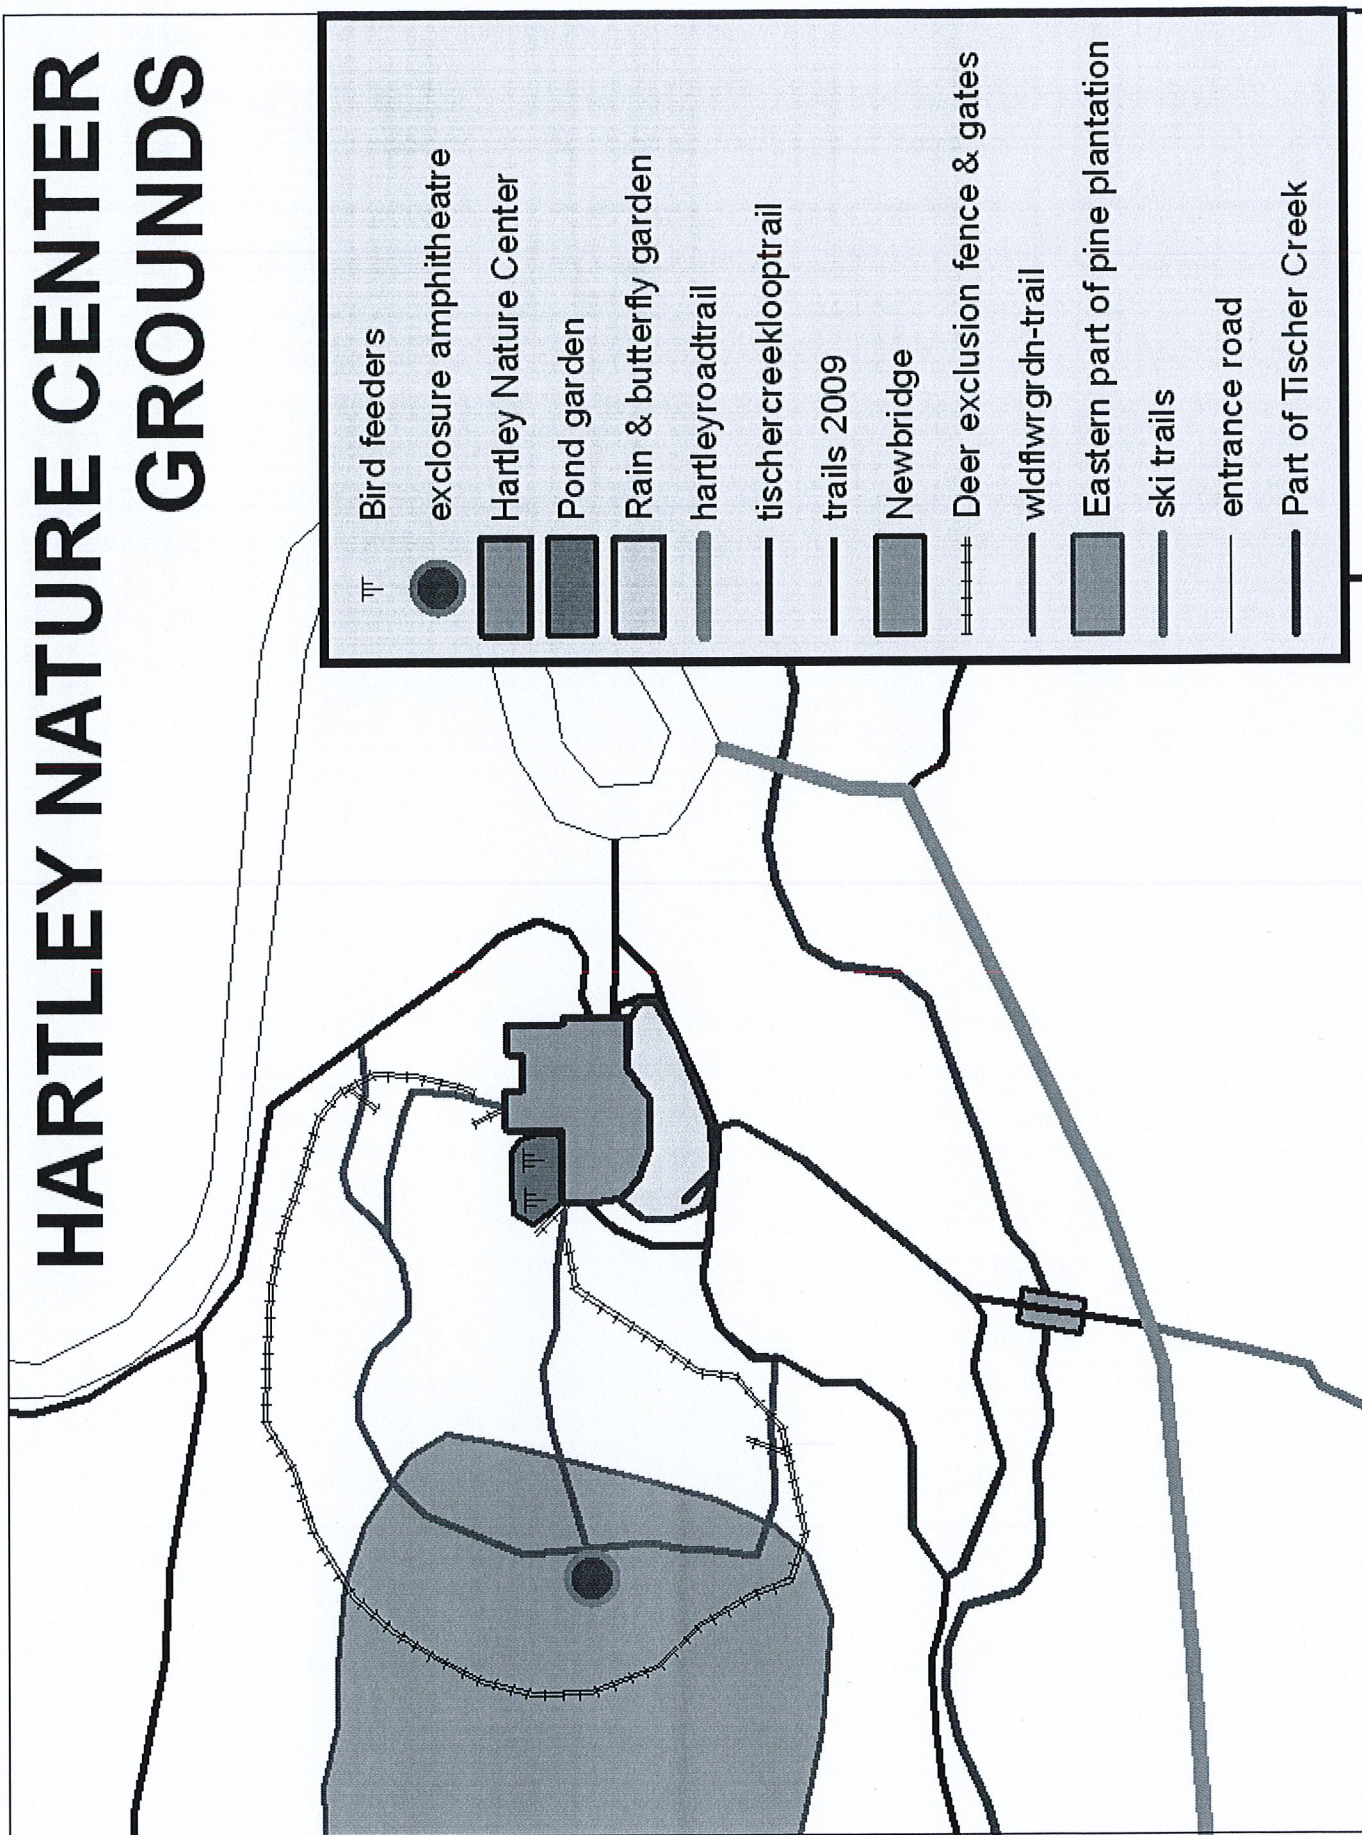 HARTLEY NATURE CENTER
GROUNDS
Bird feeders
exclosure amphitheatre
Hartley Nature Center
Pond garden
Rain & butterfly garden
hartleyroadtrail
tischercreeklooptrail
trails 2009
Newbridge
Deer exclusion fence & gates
wldflwrgrdn-trail
Eastern part of pine plantation
ski trails
entrance road
Part of Tischer Creek